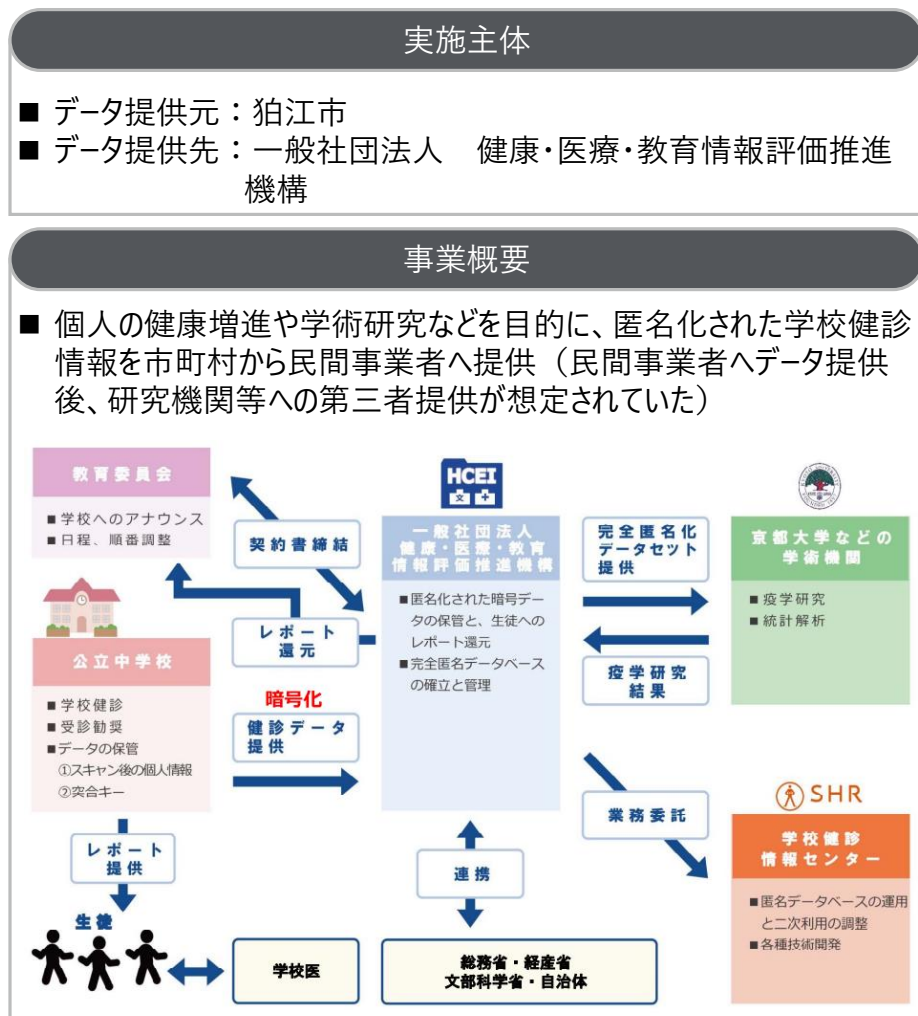 実施主体
■ データ提供元：狛江市
■ データ提供先：一般社団法人　健康・医療・教育情報評価推進
機構
事業概要
■ 個人の健康増進や学術研究などを目的に、匿名化された学校健診
情報を市町村から民間事業者へ提供（民間事業者へデータ提供
後、研究機関等への第三者提供が想定されていた）
教育委員会
■学校へのアナウンス
■日程、順番調整
契約書締結
レポート
還元
公立中学校
■学校健診
■受診勧奨
■データの保管
①スキャン後の個人情報
②突合キー
暗号化
健診データ
提供
HCEI
文
一般社団法人
健康・医療・教育
情報評価推進機構
■匿名化された暗号デー
タの保管と、生徒への
レポート還元
■完全匿名データベース
の確立と管理
完全匿名化
データセット
提供
疫学研究
結果
京都大学などの
学術機関
■疫学研究
■統計解析
業務委託
SHR
学校健診
情報センター
■匿名データベースの運用
と二次利用の調整
■各種技術開発
レポート
提供
生徒
学校医
連携
総務省・経産省
文部科学省・自治体